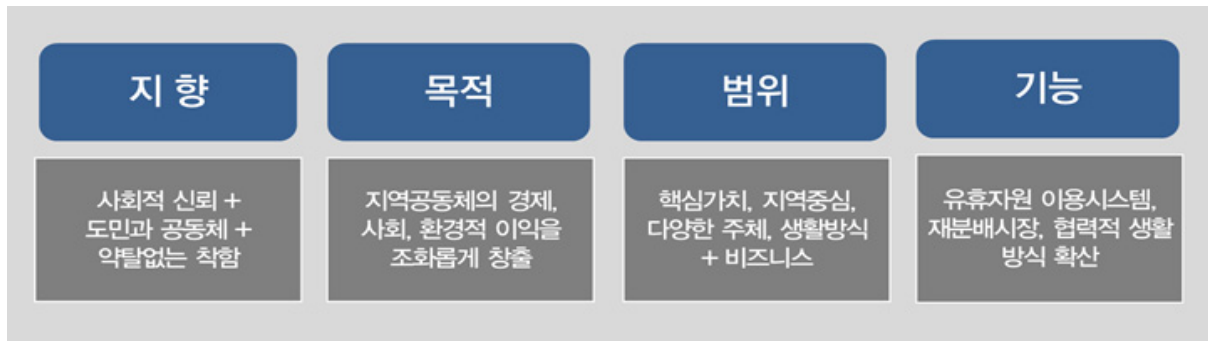 지 향
사회적 신뢰 +
도민과 공동체 +
약탈없는 착함
목적
지역공동체의 경제,
사회, 환경적 이익을
조화롭게 창출
범위
핵심가치, 지역중심,
다양한 주체, 생활방식
+ 비즈니스
기능
유휴자원 이용시스템,
재분배시장, 협력적 생활
방식 확산